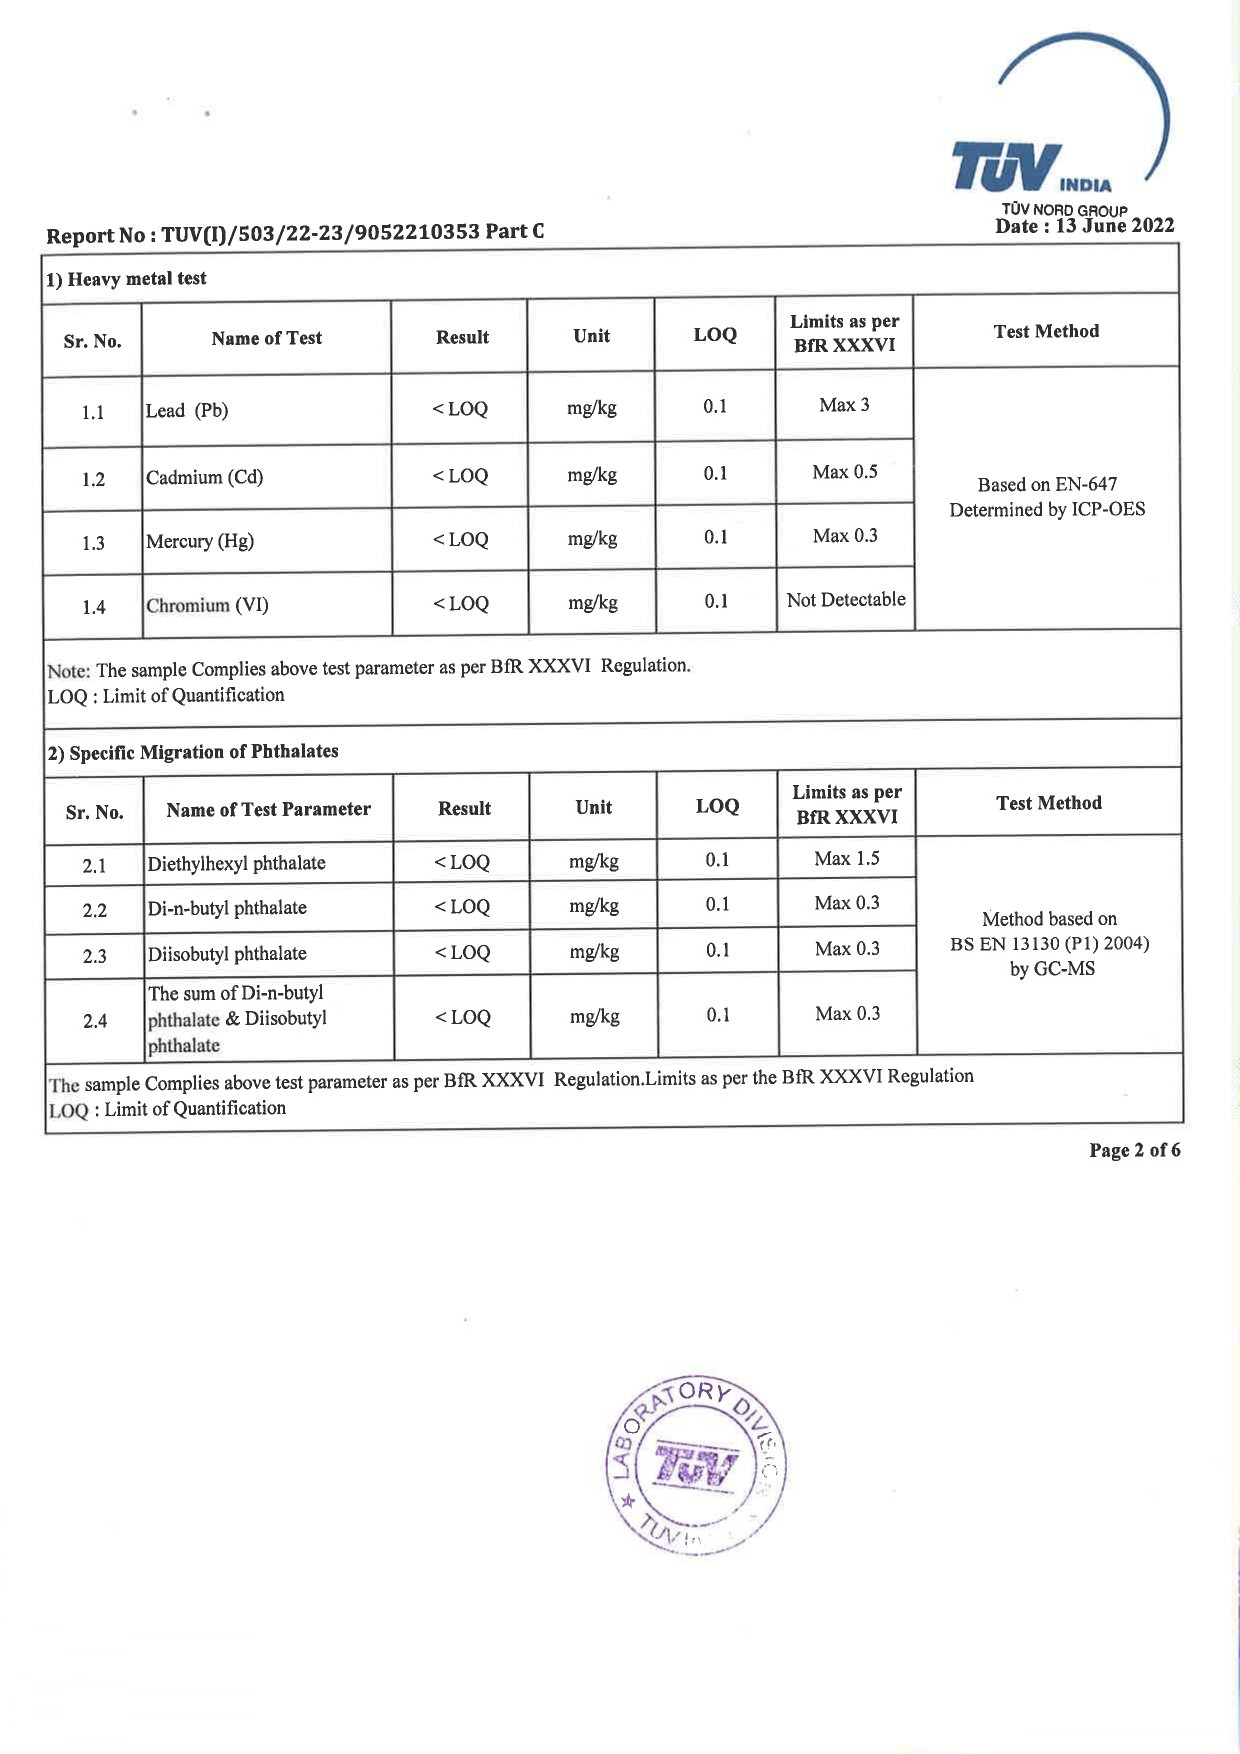 TÜV INDIA
TÜV NORD GROUP
Report No : TUV(I)/503/22-23/9052210353 Part C
Date : 13 June 2022
1) Heavy metal test
Sr. No. Name of Test Result Unit LOQ Limits as per BfR XXXVI Test Method
1.1 Lead (Pb) < LOQ mg/kg 0.1 Max 3
1.2 Cadmium (Cd) < LOQ mg/kg 0.1 Max 0.5
Based on EN-647
Determined by ICP-OES
1.3 Mercury (Hg) < LOQ mg/kg 0.1 Max 0.3
1.4 Chromium (VI) < LOQ mg/kg 0.1 Not Detectable
Note: The sample Complies above test parameter as per BfR XXXVI Regulation.
LOQ : Limit of Quantification
2) Specific Migration of Phthalates
Sr. No. Name of Test Parameter Result Unit LOQ Limits as per BfR XXXVI Test Method
2.1 Diethylhexyl phthalate < LOQ mg/kg 0.1 Max 1.5
2.2 Di-n-butyl phthalate < LOQ mg/kg 0.1 Max 0.3
2.3 Diisobutyl phthalate < LOQ mg/kg 0.1 Max 0.3
Method based on
BS EN 13130 (P1) 2004)
by GC-MS
2.4 The sum of Di-n-butyl phthalate & Diisobutyl phthalate < LOQ mg/kg 0.1 Max 0.3
The sample Complies above test parameter as per BfR XXXVI Regulation.Limits as per the BfR XXXVI Regulation
LOQ : Limit of Quantification
Page 2 of 6
LABORATORY DIVISION
TÜV
TUV